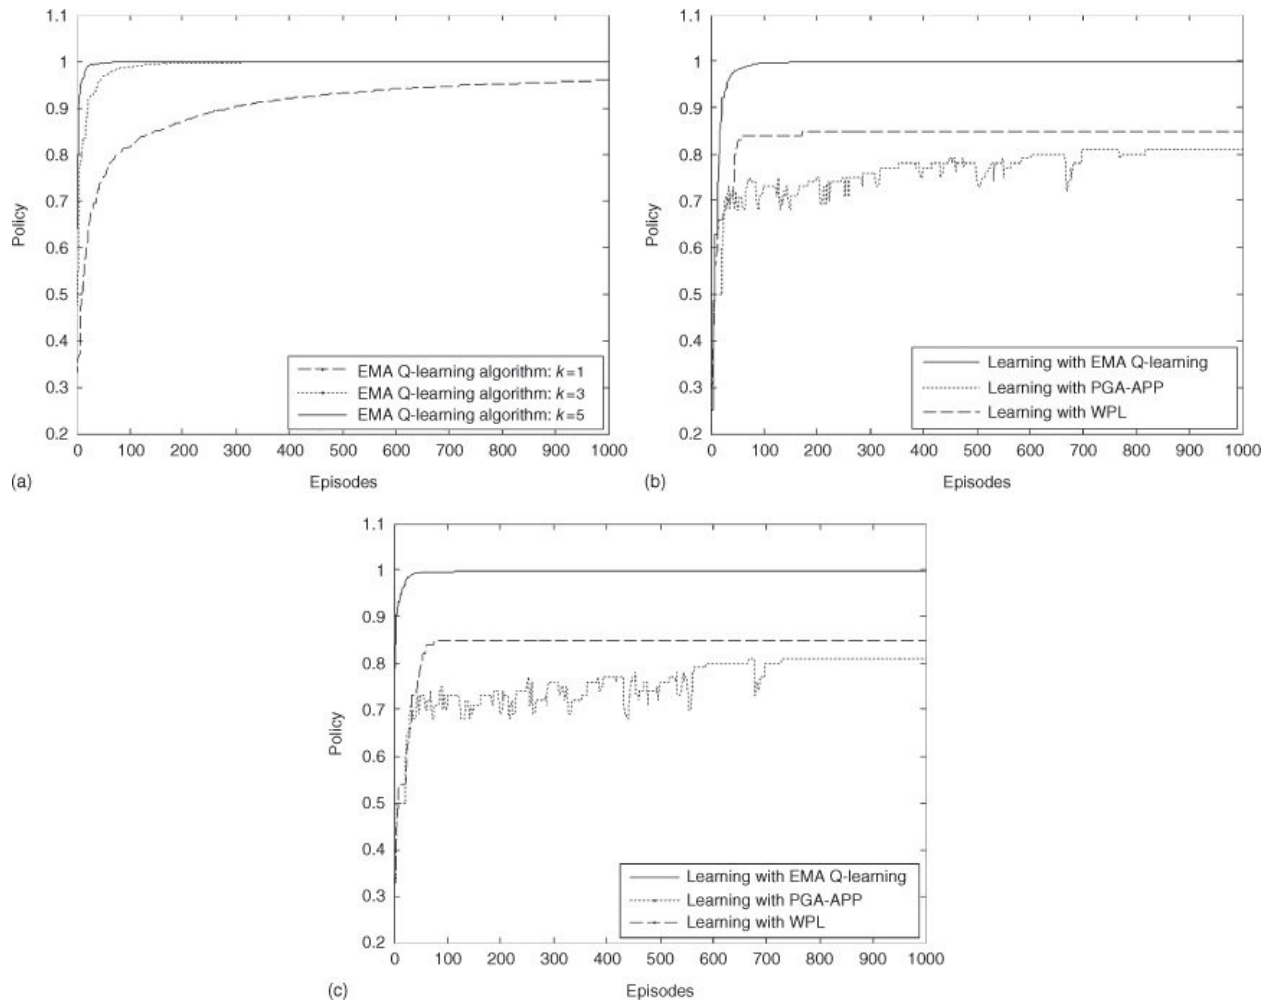 1.1
1
0.9
0.8
0.7
0.6
0.5
0.4
0.3
0.2
Policy
0 100 200 300 400 500 600 700 800 900 1000
Episodes
(a)
EMA Q-learning algorithm: k=1
EMA Q-learning algorithm: k=3
EMA Q-learning algorithm: k=5
1.1
1
0.9
0.8
0.7
0.6
0.5
0.4
0.3
0.2
Policy
0 100 200 300 400 500 600 700 800 900 1000
Episodes
(b)
Learning with EMA Q-learning
Learning with PGA-APP
Learning with WPL
1.1
1
0.9
0.8
0.7
0.6
0.5
0.4
0.3
0.2
Policy
0 100 200 300 400 500 600 700 800 900 1000
Episodes
(c)
Learning with EMA Q-learning
Learning with PGA-APP
Learning with WPL